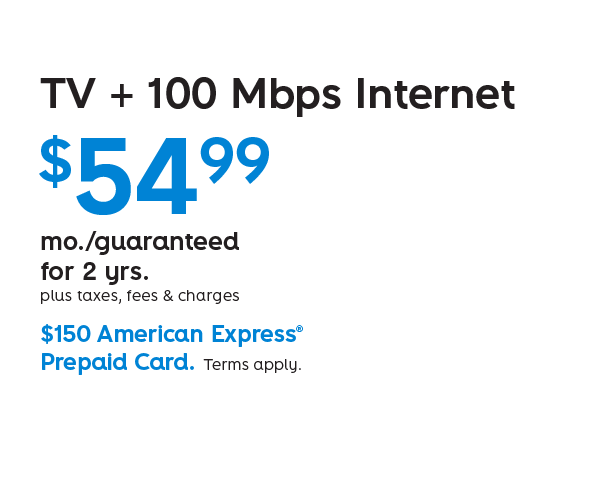 TV + 100 Mbps Internet
$54.99
mo./guaranteed
for 2 yrs.
plus taxes, fees & charges
$150 American Express®
Prepaid Card. Terms apply.